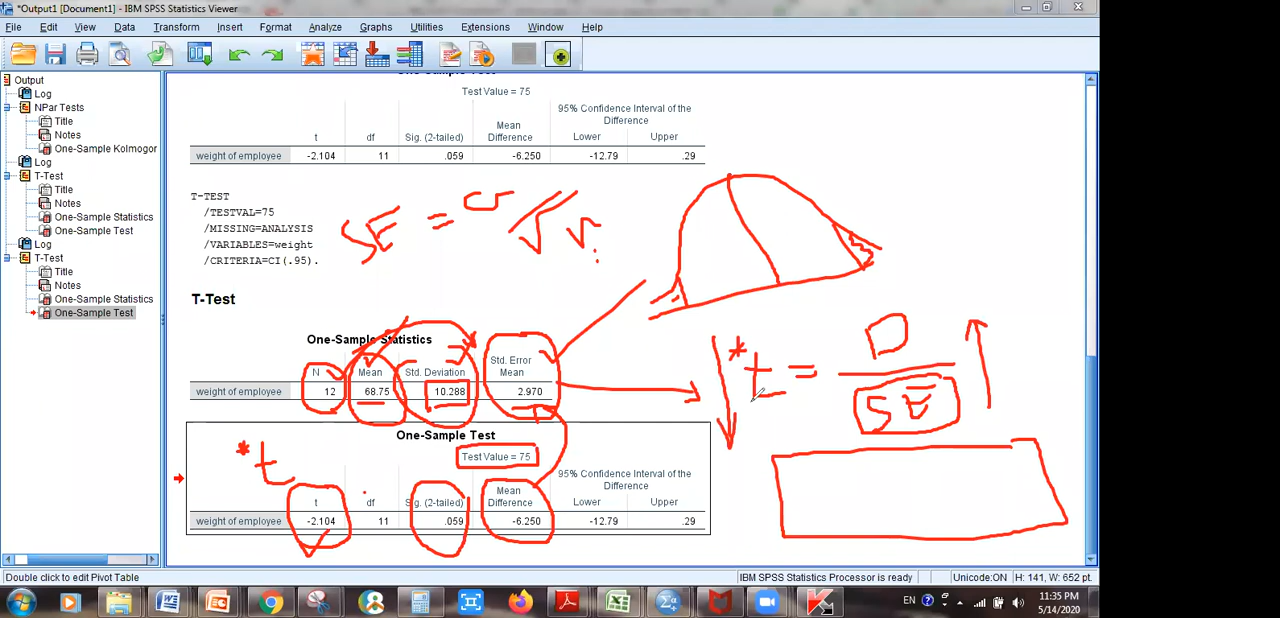 *Output1 [Document1] - IBM SPSS Statistics Viewer
File Edit View Data Transform Insert Format Analyze Graphs Utilities Extensions Window Help
Output
Log
NPar Tests
Title
Notes
One-Sample Kolmogor
Log
T-Test
Title
Notes
One-Sample Statistics
One-Sample Test
Log
T-Test
Title
Notes
One-Sample Statistics
One-Sample Test
One-Sample Test
Test Value = 75
95% Confidence Interval of the
Mean Difference
t df Sig. (2-tailed) Difference Lower Upper
weight of employee -2.104 11 .059 -6.250 -12.79 .29
T-TEST
/TESTVAL=75
/MISSING=ANALYSIS
/VARIABLES=weight
/CRITERIA=CI(.95).
SE = σ √
T-Test
One-Sample Statistics
Std. Error
N Mean Std. Deviation Mean
weight of employee 12 68.75 10.288 2.970
*t = D
SE
One-Sample Test
*t
Test Value = 75
95% Confidence Interval of the
Mean Difference
t df Sig. (2-tailed) Difference Lower Upper
weight of employee -2.104 11 .059 -6.250 -12.79 .29
Double click to edit Pivot Table IBM SPSS Statistics Processor is ready Unicode:ON H: 141, W: 652 pt.
EN 11:35 PM
5/14/2020